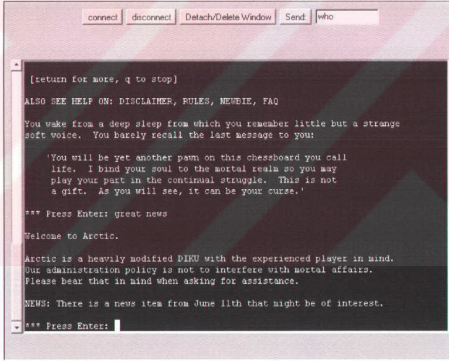 connect disconnect Detach/Delete Window Send: who
[return for more, q to stop]
ALSO SEE HELP ON: DISCLAIMER, RULES, NEWBIE, FAQ
You wake from a deep sleep from which you remember little but a strange
soft voice. You barely recall the last message to you:
'You will be yet another pawn on this chessboard you call
life. I bind your soul to the mortal realm so you may
play your part in the continual struggle. This is not
a gift. As you will see, it can be your curse.'
*** Press Enter: great news
Welcome to Arctic.
Arctic is a heavily modified DIKU with the experienced player in mind.
Our administration policy is not to interfere with mortal affairs.
Please bear that in mind when asking for assistance.
NEWS: There is a news item from June 11th that might be of interest.
*** Press Enter: